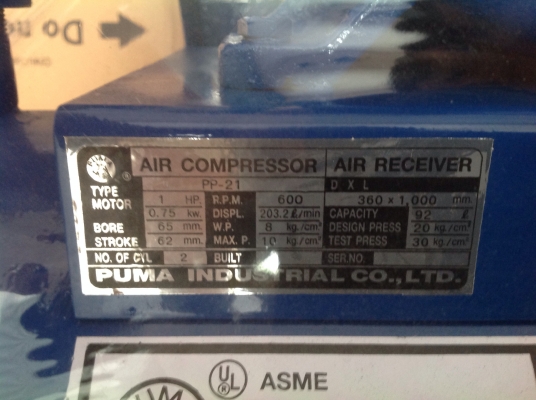 Do
AIR COMPRESSOR AIR RECEIVER
TYPE PP-21 D X L
MOTOR 1 HP. R.P.M. 600 360 x 1,000 mm
0.75 kw. DISPL. 203.2 ℓ/min CAPACITY 92 ℓ
BORE 65 mm. W.P. 8 kg/cm² DESIGN PRESS 20 kg/cm²
STROKE 62 mm. MAX. P. 10 kg/cm² TEST PRESS 30 kg/cm²
NO. OF CYL 2 BUILT SER.NO.
PUMA INDUSTRIAL CO.,LTD.
UL ASME